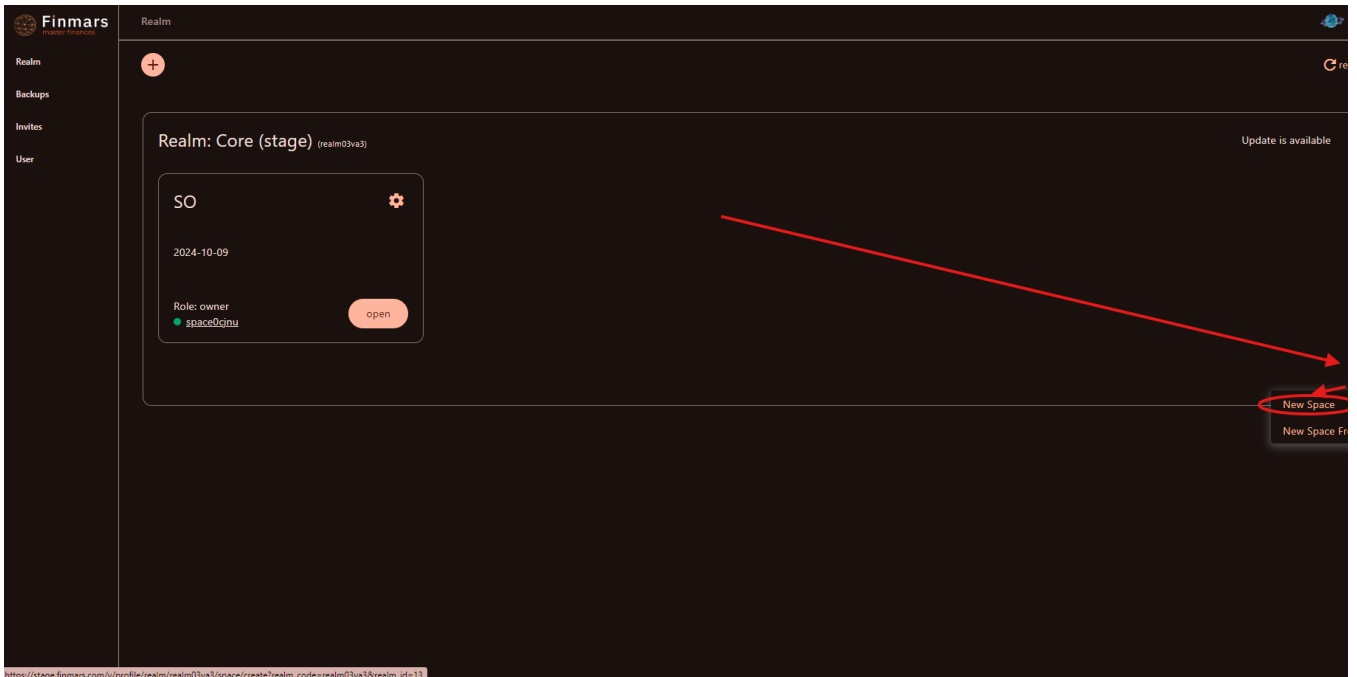 Finmars
master finances
Realm
Realm
Backups
Invites
User
re
Realm: Core (stage) (realm03va3)
Update is available
SO
2024-10-09
Role: owner
space0cjnu
open
New Space
New Space Fr
https://stage.finmars.com/v/profile/realm/realm03va3/space/create?realm_code=realm03va3&realm_id=13